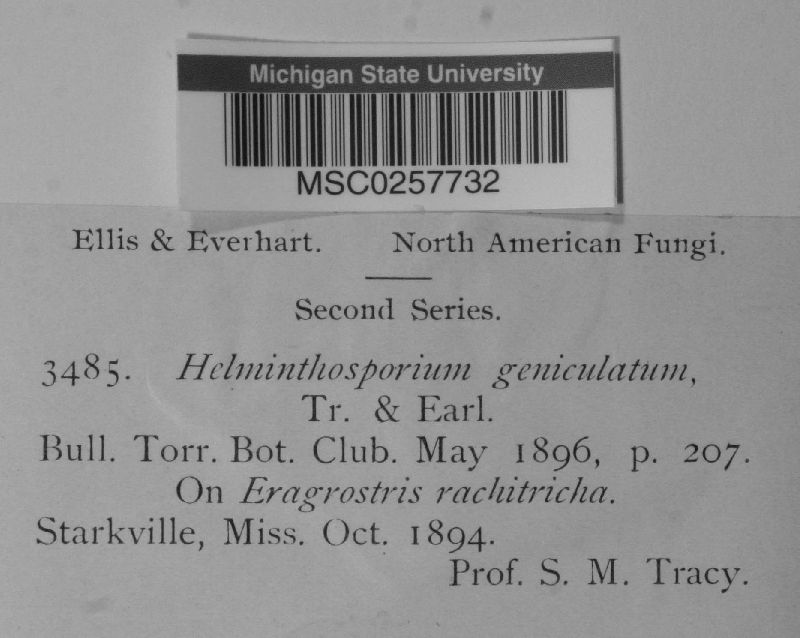 Michigan State University
MSC0257732
Ellis & Everhart. North American Fungi.
Second Series.
3485. Helminthosporium geniculatum,
Tr. & Earl.
Bull. Torr. Bot. Club. May 1896, p. 207.
On Eragrostris rachitricha.
Starkville, Miss. Oct. 1894.
Prof. S. M. Tracy.